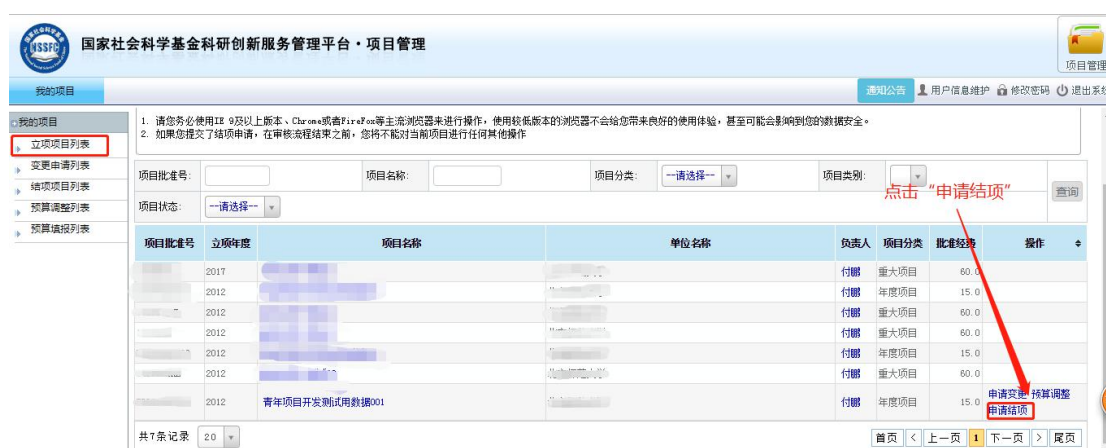 NSSFC
国家社会科学基金科研创新服务管理平台·项目管理
项目管理
我的项目
通知公告 用户信息维护 修改密码 退出系统
我的项目
立项项目列表
变更申请列表
结项项目列表
预算调整列表
预算填报列表
1. 请您务必使用IE 9及以上版本、Chrome或者FireFox等主流浏览器来进行操作，使用较低版本的浏览器不会给您带来良好的使用体验，甚至可能会影响到您的数据安全。
2. 如果您提交了结项申请，在审核流程结束之前，您将不能对当前项目进行任何其他操作
项目批准号: 项目名称: 项目分类: --请选择-- 项目类别:
项目状态: --请选择-- 查询
点击“申请结项”
项目批准号 立项年度 项目名称 单位名称 负责人 项目分类 批准经费 操作
2017 付鹏 重大项目 60.0
2012 付鹏 年度项目 15.0
2012 付鹏 重大项目 60.0
2012 付鹏 重大项目 60.0
2012 付鹏 年度项目 15.0
2012 付鹏 重大项目 60.0
2012 青年项目开发测试用数据001 付鹏 年度项目 15.0 申请变更 预算调整
申请结项
共7条记录 20 首页 < 上一页 1 下一页 > 尾页